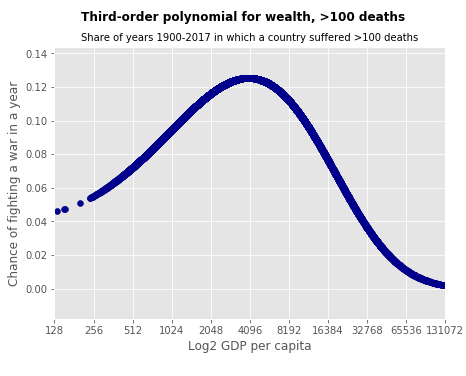 Third-order polynomial for wealth, >100 deaths
Share of years 1900-2017 in which a country suffered >100 deaths
Chance of fighting a war in a year
0.14
0.12
0.10
0.08
0.06
0.04
0.02
0.00
128 256 512 1024 2048 4096 8192 16384 32768 65536 131072
Log2 GDP per capita